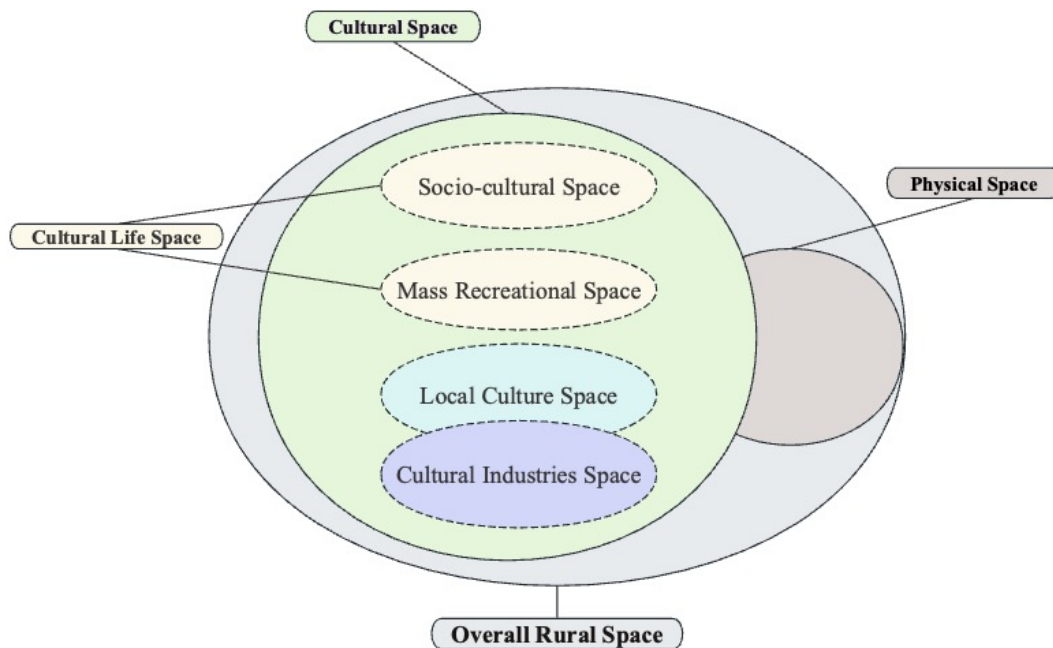 Cultural Space
Socio-cultural Space
Physical Space
Cultural Life Space
Mass Recreational Space
Local Culture Space
Cultural Industries Space
Overall Rural Space